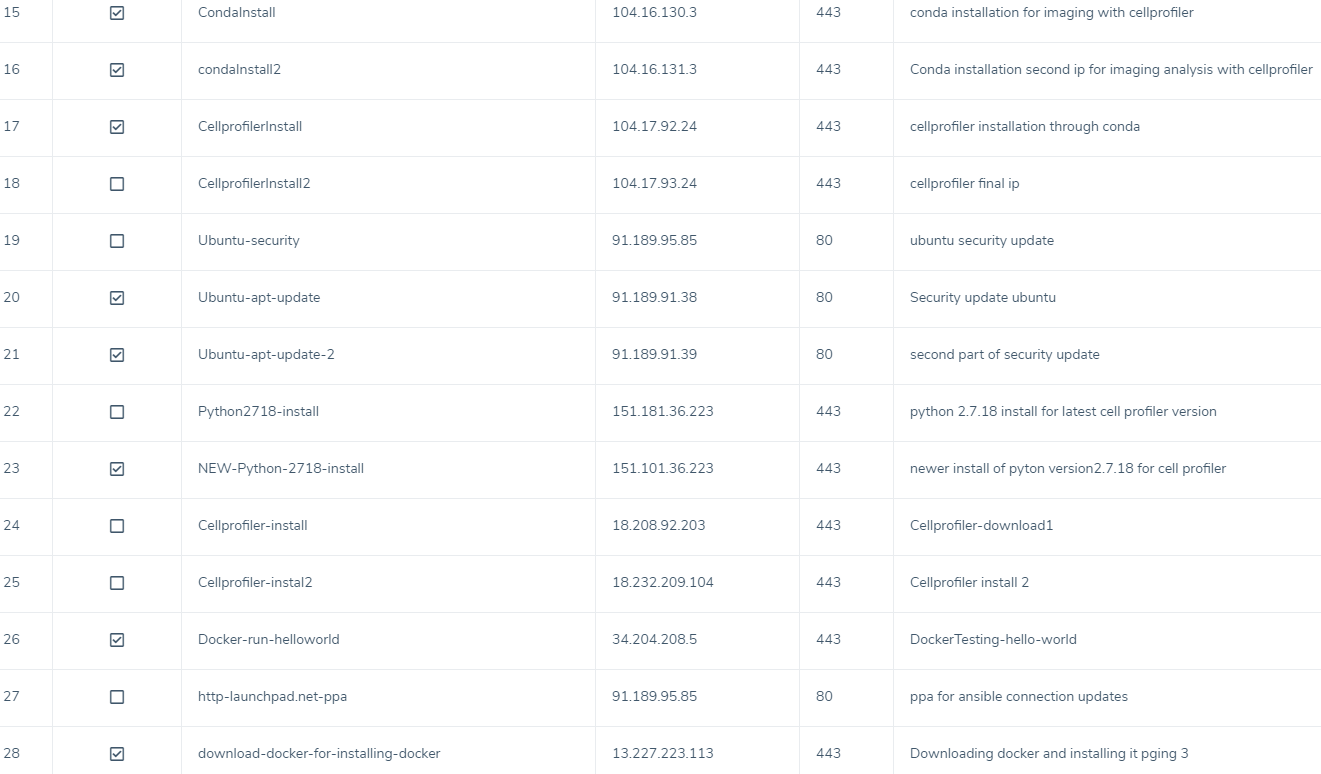 15 CondaInstall 104.16.130.3 443 conda installation for imaging with cellprofiler
16 condaInstall2 104.16.131.3 443 Conda installation second ip for imaging analysis with cellprofiler
17 CellprofilerInstall 104.17.92.24 443 cellprofiler installation through conda
18 CellprofilerInstall2 104.17.93.24 443 cellprofiler final ip
19 Ubuntu-security 91.189.95.85 80 ubuntu security update
20 Ubuntu-apt-update 91.189.91.38 80 Security update ubuntu
21 Ubuntu-apt-update-2 91.189.91.39 80 second part of security update
22 Python2718-install 151.181.36.223 443 python 2.7.18 install for latest cell profiler version
23 NEW-Python-2718-install 151.101.36.223 443 newer install of pyton version2.7.18 for cell profiler
24 Cellprofiler-install 18.208.92.203 443 Cellprofiler-download1
25 Cellprofiler-instal2 18.232.209.104 443 Cellprofiler install 2
26 Docker-run-helloworld 34.204.208.5 443 DockerTesting-hello-world
27 http-launchpad.net-ppa 91.189.95.85 80 ppa for ansible connection updates
28 download-docker-for-installing-docker 13.227.223.113 443 Downloading docker and installing it pging 3